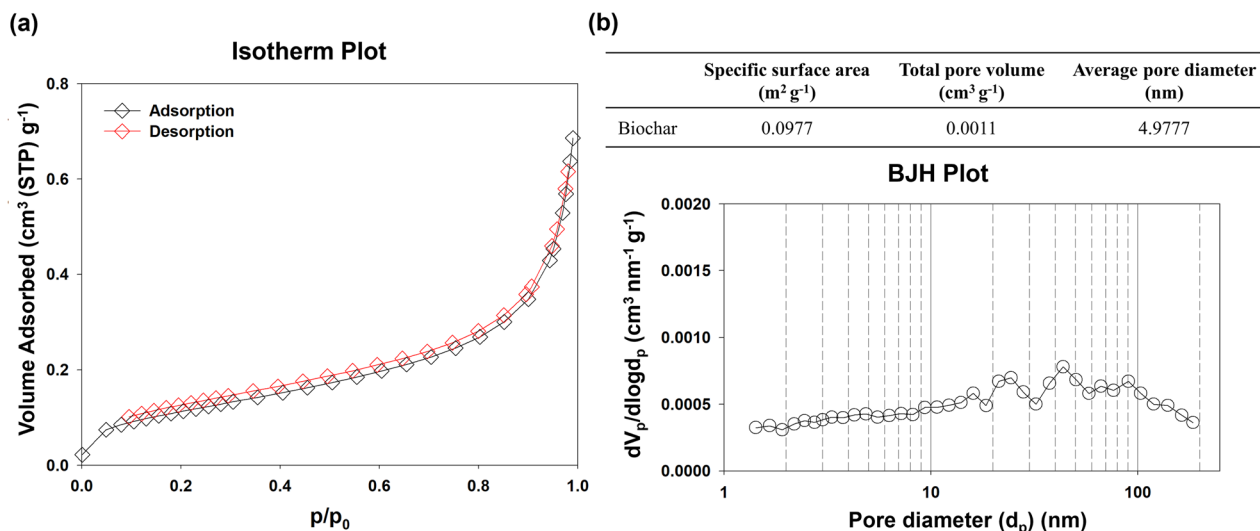 (a)
Isotherm Plot
Adsorption
Desorption
Volume Adsorbed (cm³ (STP) g⁻¹)
0.8
0.6
0.4
0.2
0.0
0.0 0.2 0.4 0.6 0.8 1.0
p/p₀
(b)
Specific surface area Total pore volume Average pore diameter
(m² g⁻¹) (cm³ g⁻¹) (nm)
Biochar 0.0977 0.0011 4.9777
BJH Plot
dVₚ/dlogdₚ (cm³ nm⁻¹ g⁻¹)
0.0020
0.0015
0.0010
0.0005
0.0000
1 10 100
Pore diameter (dₚ) (nm)